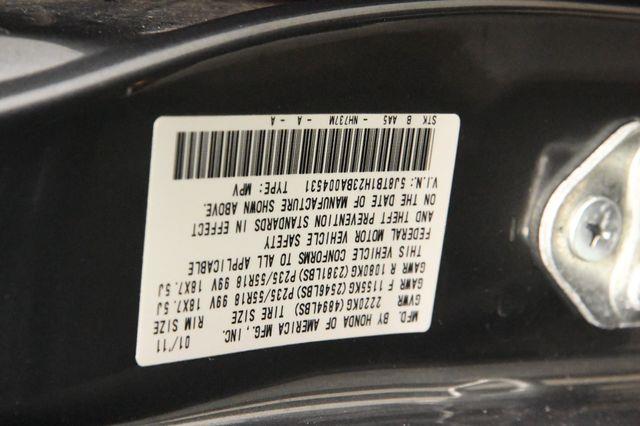 MFD. BY HONDA OF AMERICA MFG., INC. 01/11
GVWR 2220KG(4894LBS) TIRE SIZE RIM SIZE
GAWR F 1155KG(2546LBS) P235/55R18 99V 18X7.5J
GAWR R 1080KG(2381LBS) P235/55R18 99V 18X7.5J
THIS VEHICLE CONFORMS TO ALL APPLICABLE
FEDERAL MOTOR VEHICLE SAFETY
AND THEFT PREVENTION STANDARDS IN EFFECT
ON THE DATE OF MANUFACTURE SHOWN ABOVE.
V.I.N.: 5J8TB1H23BA004531 TYPE: MPV
STK B AA5 - NH737M - A - A